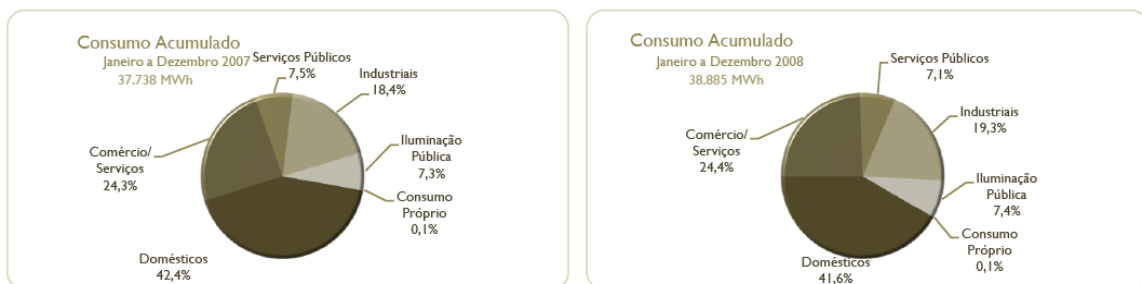 Consumo Acumulado
Janeiro a Dezembro 2007
37.738 MWh
Serviços Públicos
7,5%
Industriais
18,4%
Iluminação
Pública
7,3%
Consumo
Próprio
0,1%
Domésticos
42,4%
Comércio/
Serviços
24,3%
Consumo Acumulado
Janeiro a Dezembro 2008
38.885 MWh
Serviços Públicos
7,1%
Industriais
19,3%
Iluminação
Pública
7,4%
Consumo
Próprio
0,1%
Domésticos
41,6%
Comércio/
Serviços
24,4%